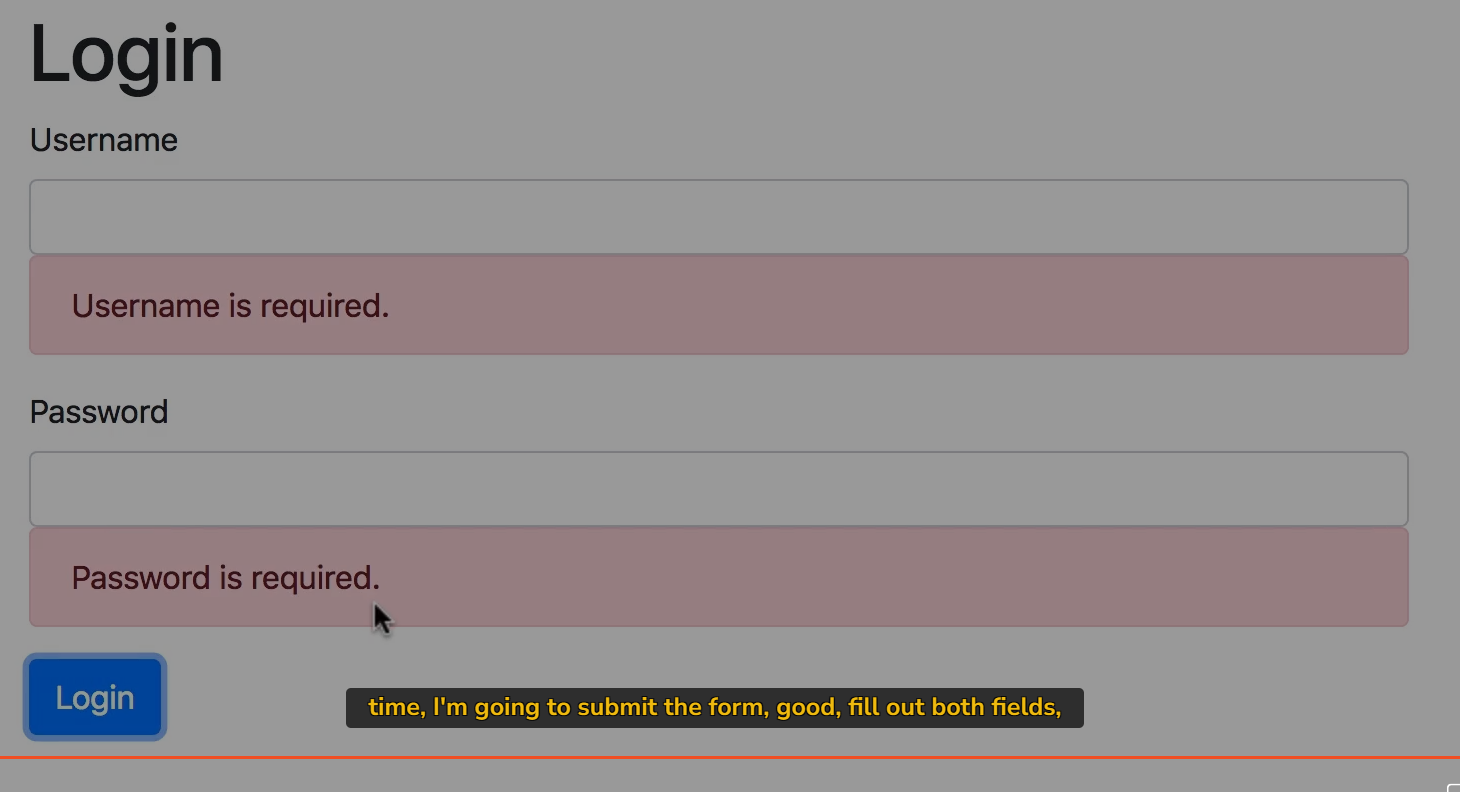 Login
Username
Username is required.
Password
Password is required.
Login
time, I'm going to submit the form, good, fill out both fields,